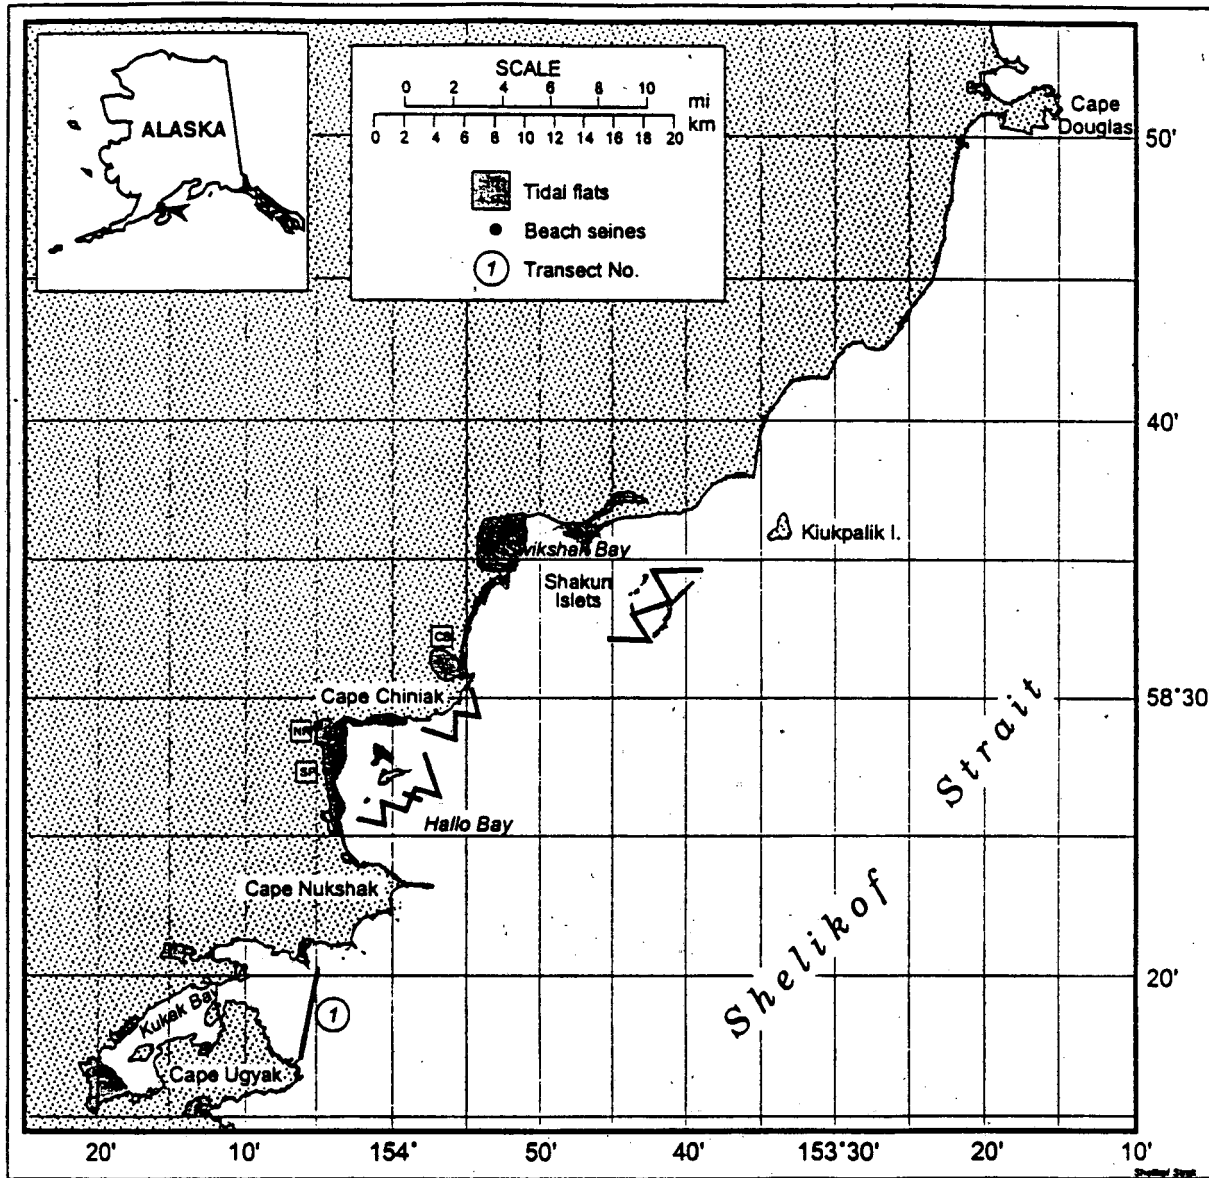 ALASKA
SCALE
0 2 4 6 8 10
mi
km
0 2 4 6 8 10 12 14 16 18 20
Tidal flats
Beach seines
1 Transect No.
Cape
Douglas
50'
40'
Kiukpalik I.
Shakun
Islets
CB
Cape Chiniak
58°30
SR
Hallo Bay
Cape Nukshak
Strait
Shelikof
20'
1
Kukak Bay
Cape Ugyak
20' 10' 154° 50' 40' 153°30' 20' 10'